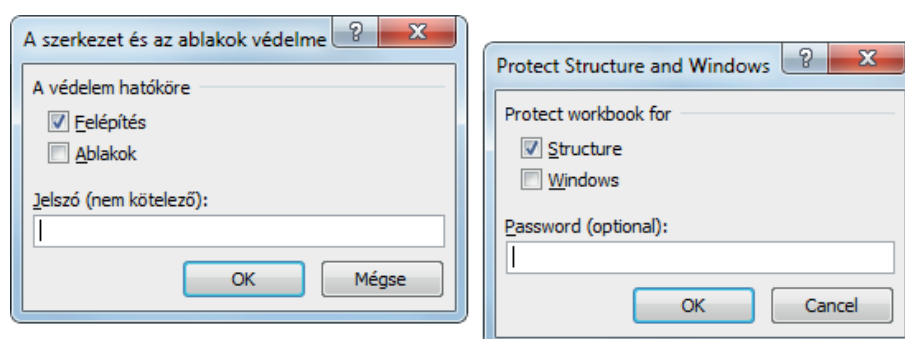 A szerkezet és az ablakok védelme
A védelem hatóköre
Felépítés
Ablakok
Jelszó (nem kötelező):
OK Mégse
Protect Structure and Windows
Protect workbook for
Structure
Windows
Password (optional):
OK Cancel